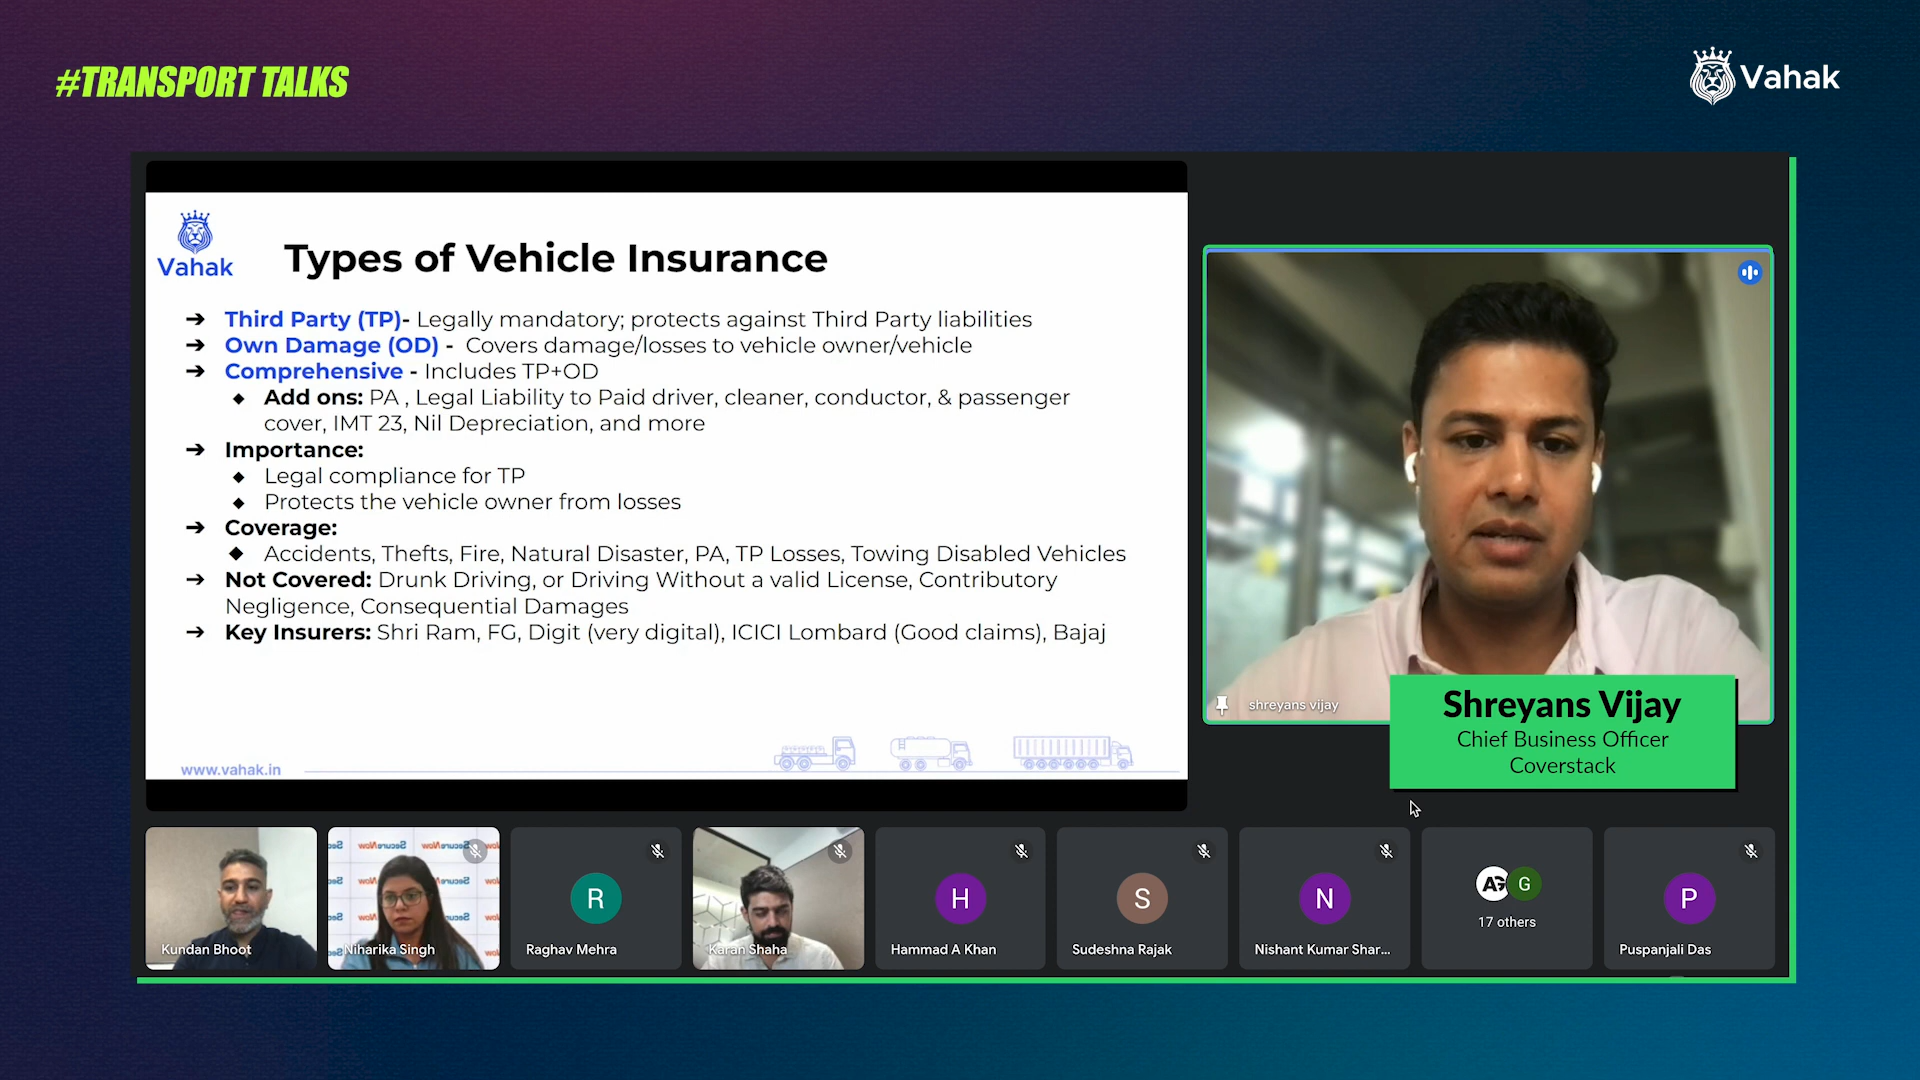 #TRANSPORT TALKS
Vahak
Vahak
Types of Vehicle Insurance
➔ Third Party (TP)- Legally mandatory; protects against Third Party liabilities
➔ Own Damage (OD) - Covers damage/losses to vehicle owner/vehicle
➔ Comprehensive - Includes TP+OD
◆ Add ons: PA , Legal Liability to Paid driver, cleaner, conductor, & passenger
cover, IMT 23, Nil Depreciation, and more
➔ Importance:
◆ Legal compliance for TP
◆ Protects the vehicle owner from losses
➔ Coverage:
◆ Accidents, Thefts, Fire, Natural Disaster, PA, TP Losses, Towing Disabled Vehicles
➔ Not Covered: Drunk Driving, or Driving Without a valid License, Contributory
Negligence, Consequential Damages
➔ Key Insurers: Shri Ram, FG, Digit (very digital), ICICI Lombard (Good claims), Bajaj
www.vahak.in
shreyans vijay
Shreyans Vijay
Chief Business Officer
Coverstack
Kundan Bhoot
SecureNow
Niharika Singh
R
Raghav Mehra
Karan Shaha
H
Hammad A Khan
S
Sudeshna Rajak
N
Nishant Kumar Shar...
G
17 others
P
Puspanjali Das